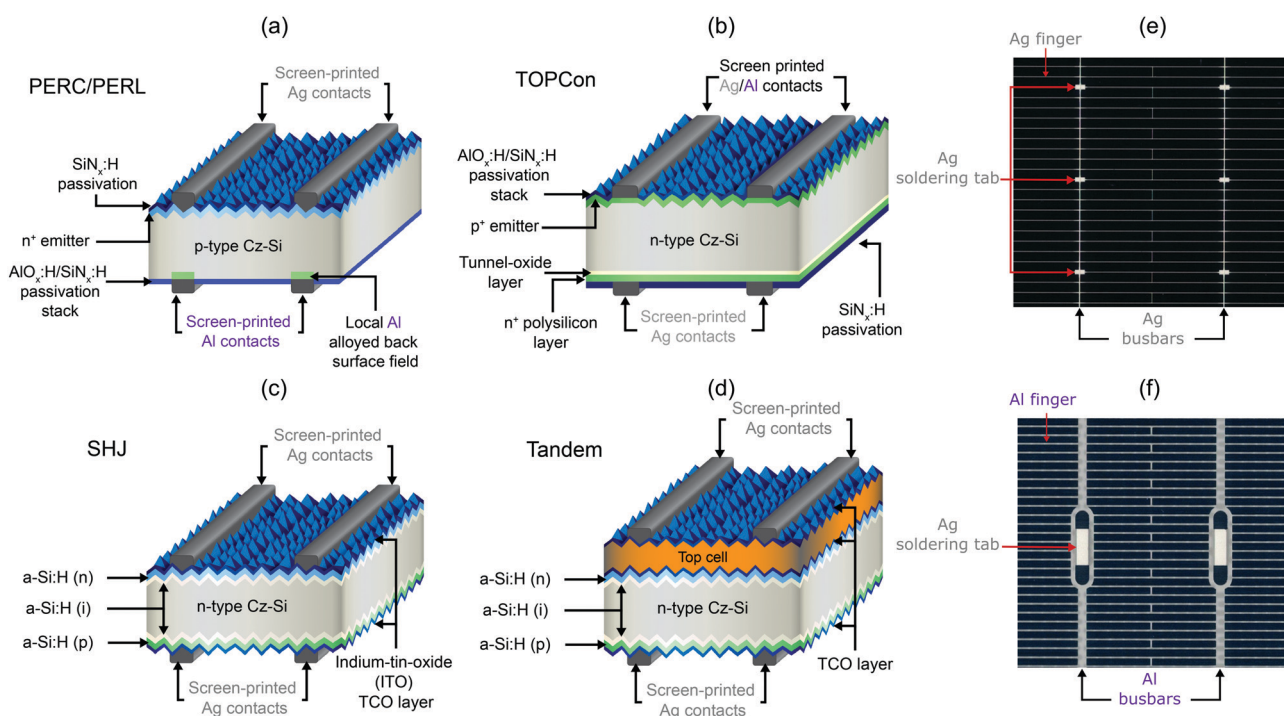 (a)
PERC/PERL
Screen-printed
Ag contacts
SiNₓ:H
passivation
n⁺ emitter
p-type Cz-Si
AlOₓ:H/SiNₓ:H
passivation
stack
Screen-printed
Al contacts
Local Al
alloyed back
surface field
(b)
TOPCon
Screen printed
Ag/Al contacts
AlOₓ:H/SiNₓ:H
passivation
stack
p⁺ emitter
n-type Cz-Si
Tunnel-oxide
layer
n⁺ polysilicon
layer
Screen-printed
Ag contacts
SiNₓ:H
passivation
(e)
Ag finger
Ag
soldering tab
Ag
busbars
(c)
SHJ
Screen-printed
Ag contacts
a-Si:H (n)
a-Si:H (i)
n-type Cz-Si
a-Si:H (p)
Screen-printed
Ag contacts
Indium-tin-oxide
(ITO)
TCO layer
(d)
Tandem
Screen-printed
Ag contacts
Top cell
a-Si:H (n)
a-Si:H (i)
n-type Cz-Si
a-Si:H (p)
Screen-printed
Ag contacts
TCO layer
(f)
Al finger
Ag
soldering tab
Al
busbars